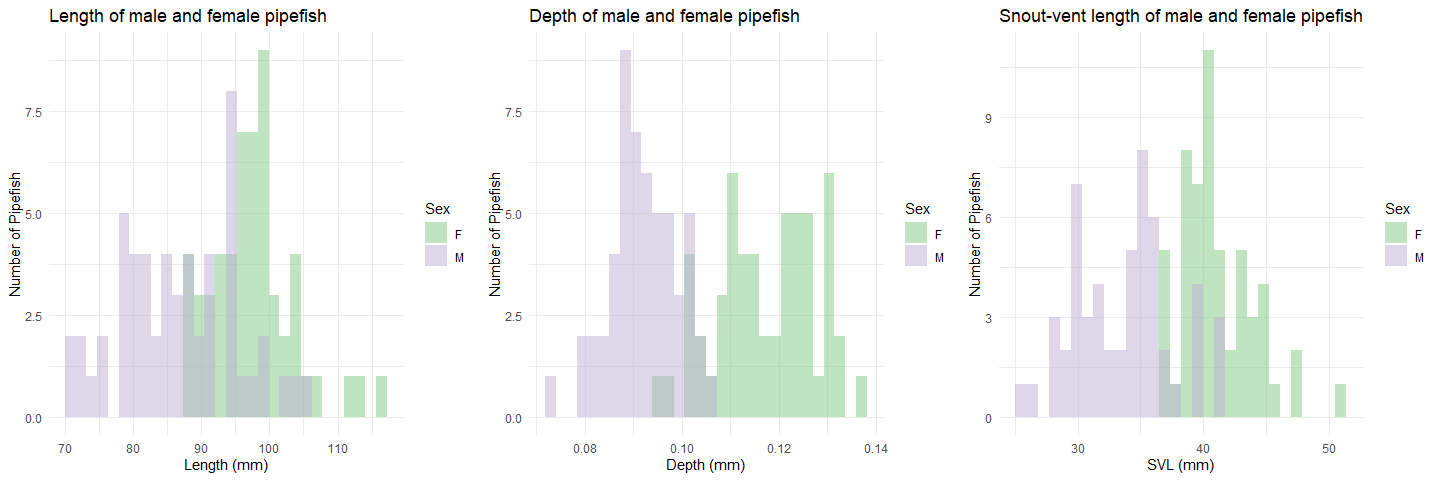 Length of male and female pipefish
Number of Pipefish
7.5
5.0
2.5
0.0
70
80
90
100
110
Length (mm)
Sex
F
M
Depth of male and female pipefish
Number of Pipefish
7.5
5.0
2.5
0.0
0.08
0.10
0.12
0.14
Depth (mm)
Sex
F
M
Snout-vent length of male and female pipefish
Number of Pipefish
9
6
3
0
30
40
50
SVL (mm)
Sex
F
M